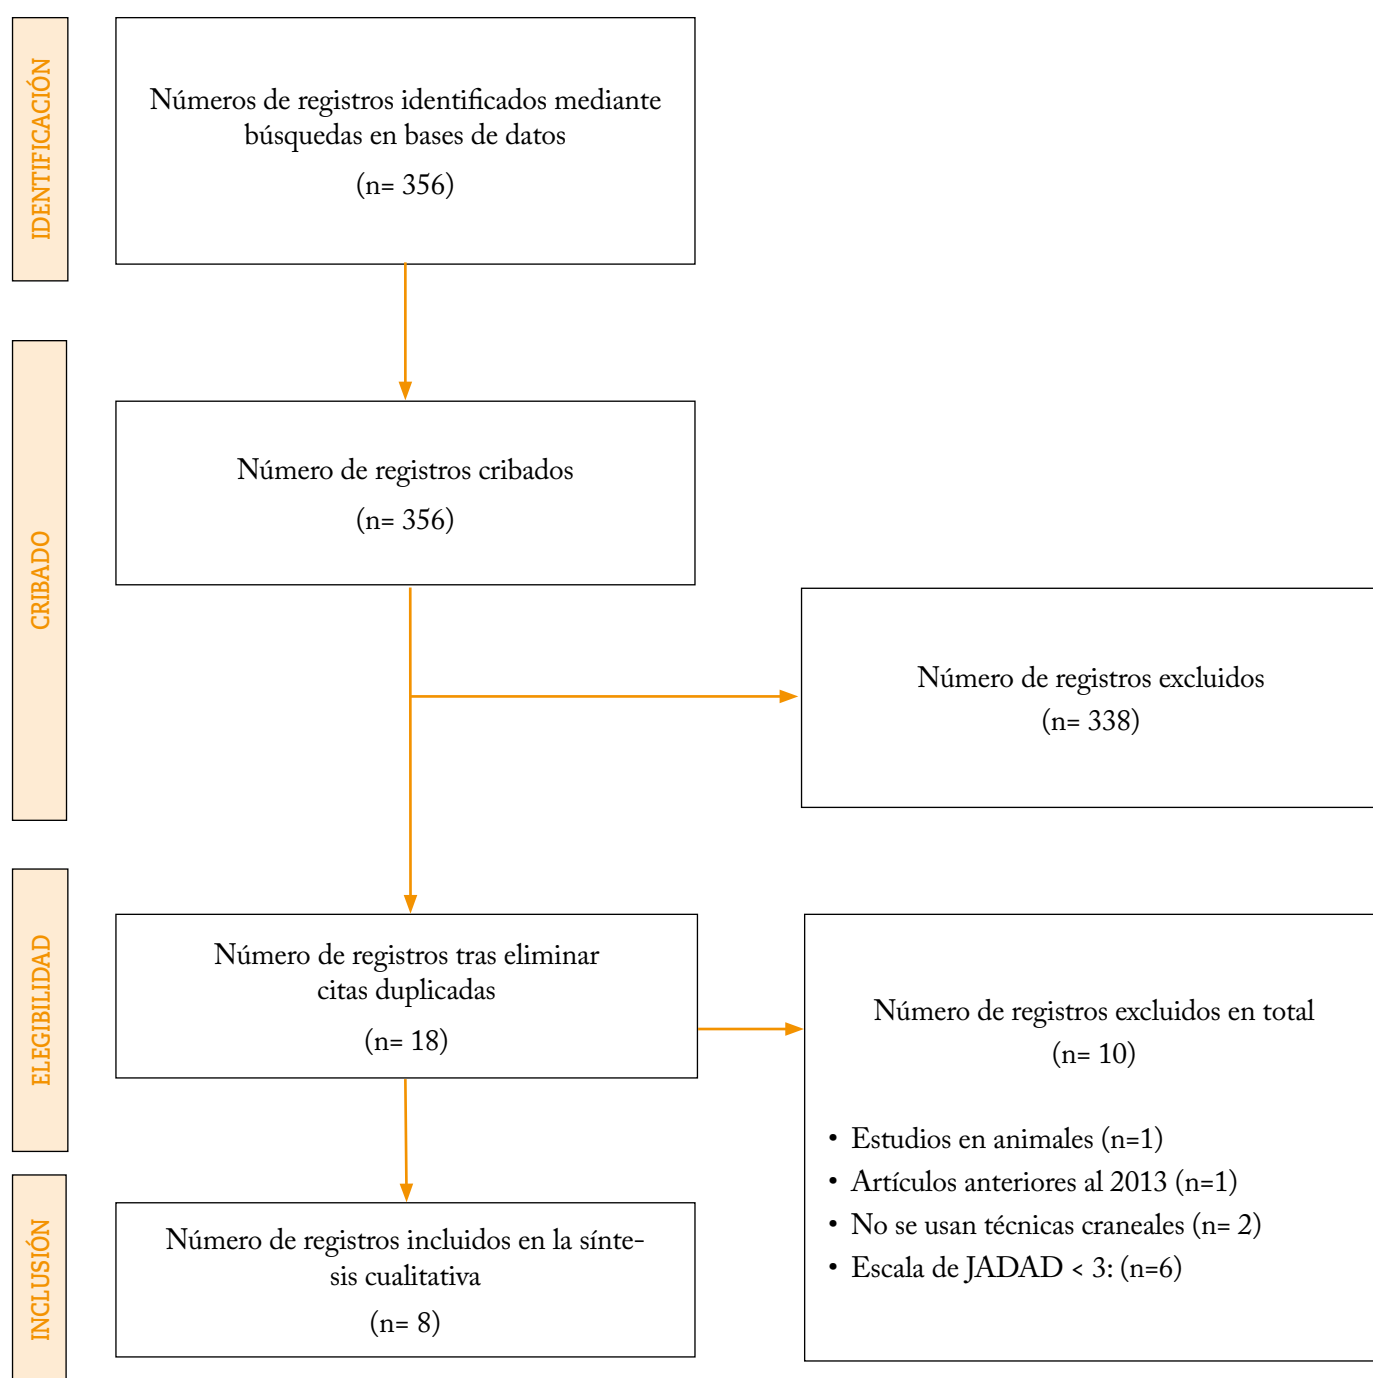 IDENTIFICACIÓN
Números de registros identificados mediante
búsquedas en bases de datos
(n= 356)
CRIBADO
Número de registros cribados
(n= 356)
Número de registros excluidos
(n= 338)
ELEGIBILIDAD
Número de registros tras eliminar
citas duplicadas
(n= 18)
Número de registros excluidos en total
(n= 10)
• Estudios en animales (n=1)
• Artículos anteriores al 2013 (n=1)
• No se usan técnicas craneales (n= 2)
• Escala de JADAD < 3: (n=6)
INCLUSIÓN
Número de registros incluidos en la sínte-
sis cualitativa
(n= 8)